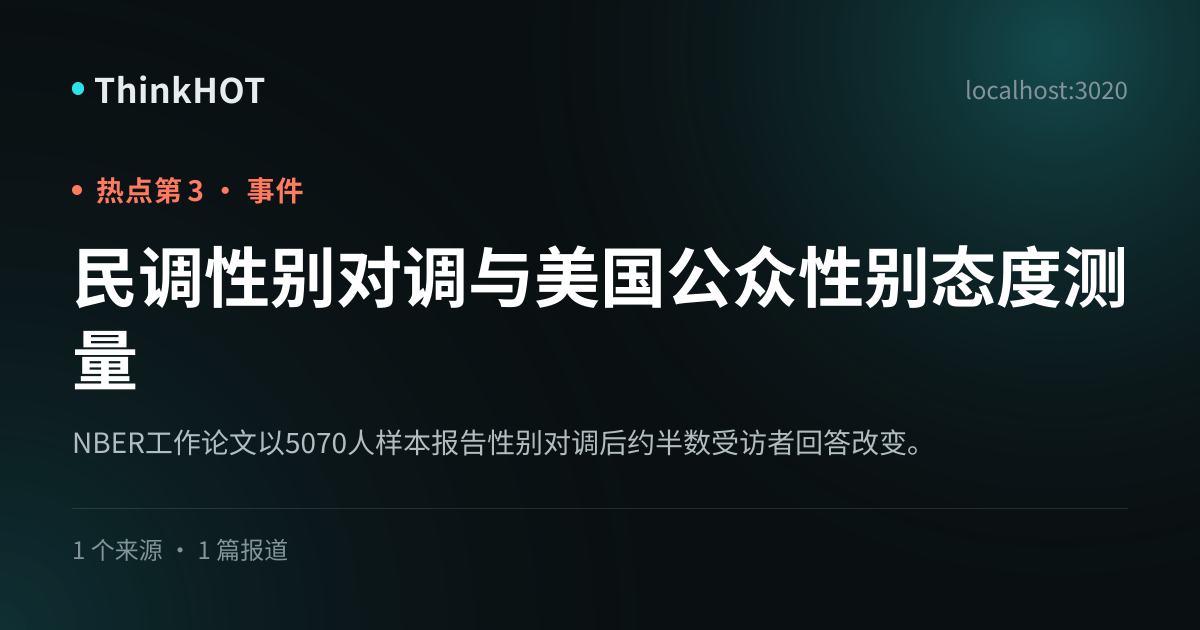 ThinkHOT
localhost:3020
热点第 3 · 事件
民调性别对调与美国公众性别态度测
量
NBER工作论文以5070人样本报告性别对调后约半数受访者回答改变。
1 个来源 · 1 篇报道